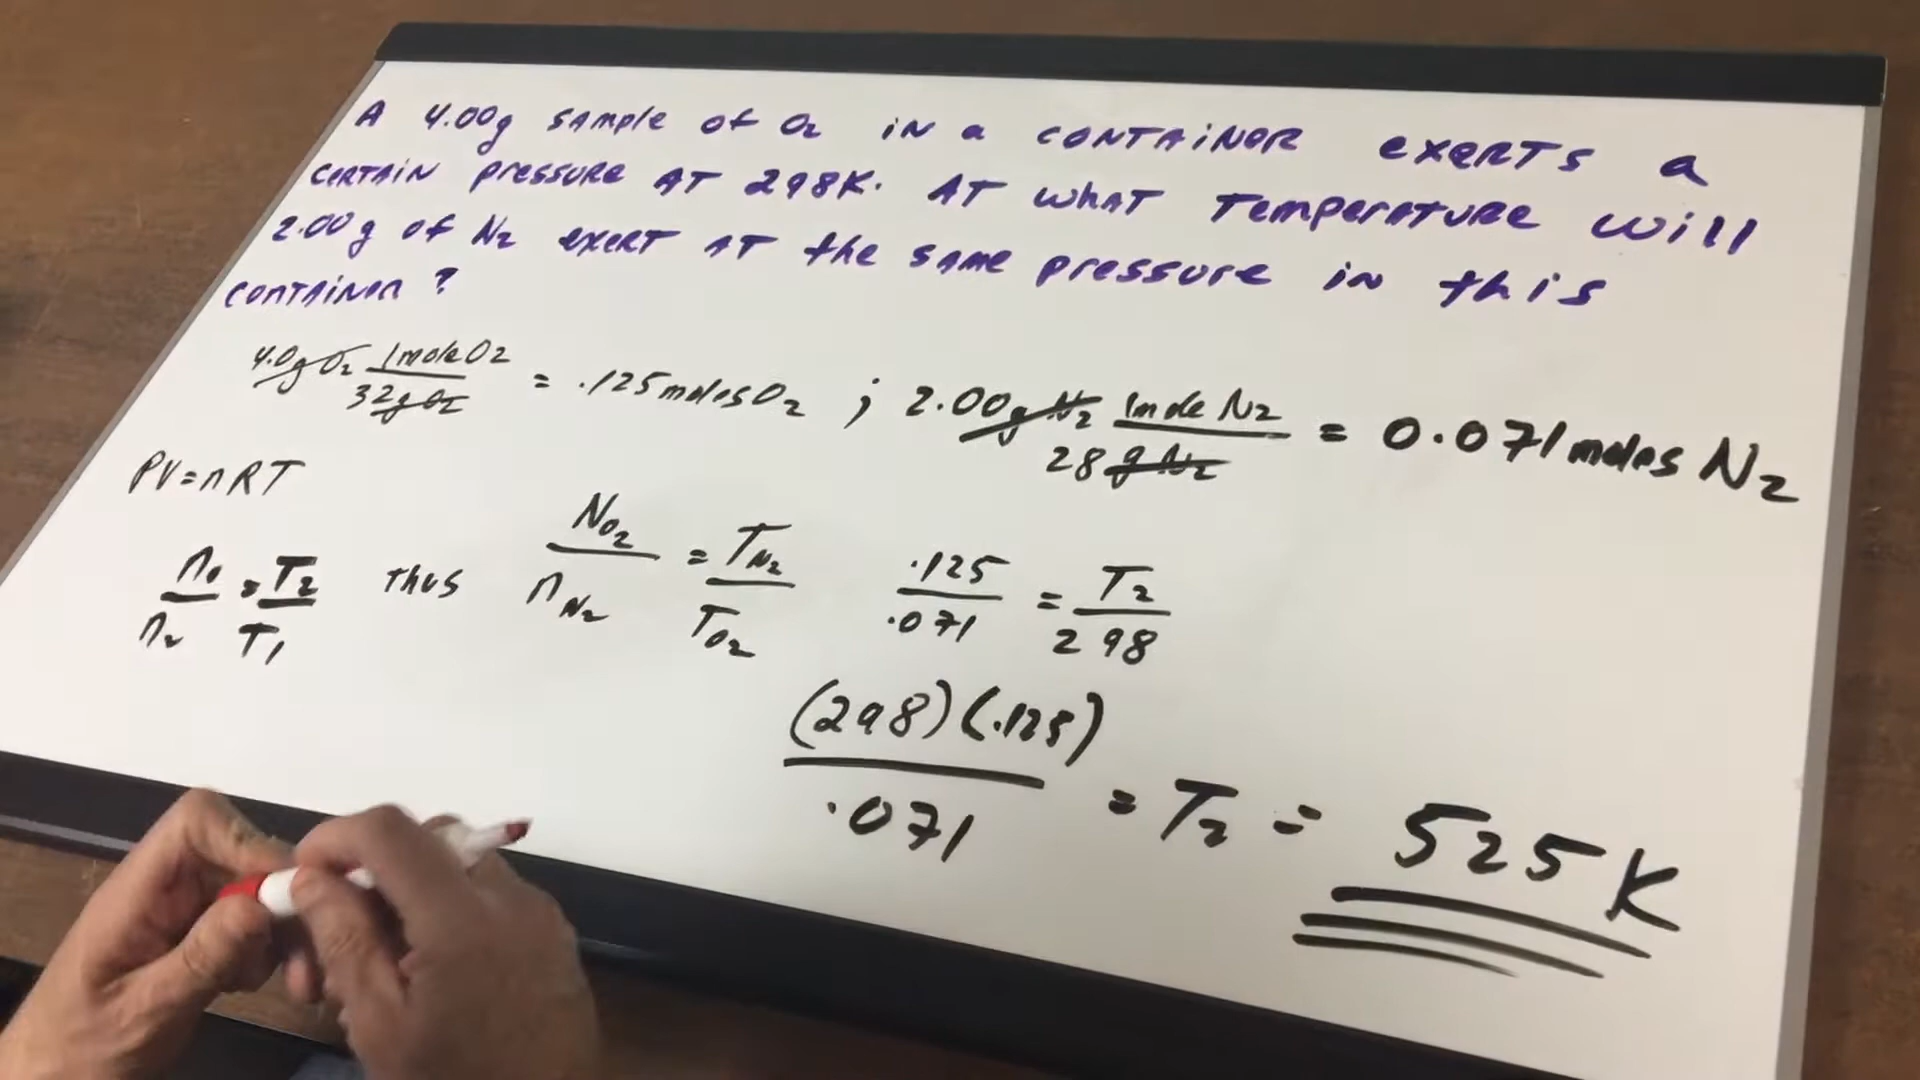 A 4.00g sample of O2 in a container exerts a
certain pressure at 298K. At what temperature will
2.00g of N2 exert at the same pressure in this
container?
4.0g O2 1mole O2 / 32g O2 = .125 moles O2 ; 2.00g N2 1mole N2 / 28 g N2 = 0.071 moles N2
PV=nRT
n1/n2 = T2/T1 thus NO2/nN2 = TN2/TO2 .125/.071 = T2/298
(298)(.125)/.071 = T2 = 525 K